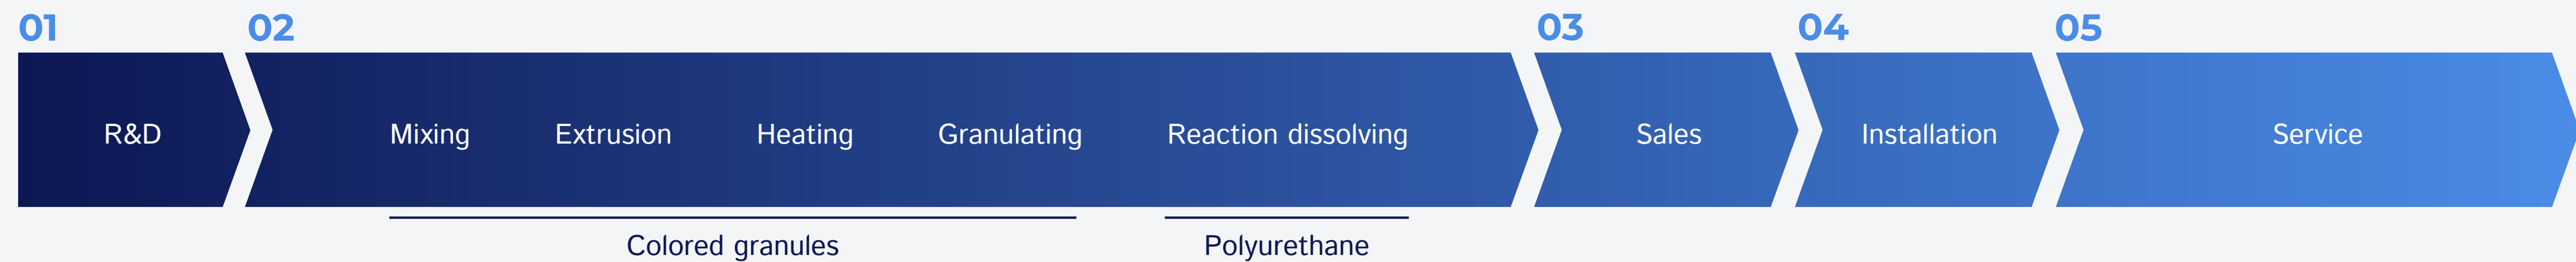 01 02 03 04 05
R&D Mixing Extrusion Heating Granulating Reaction dissolving Sales Installation Service
Colored granules Polyurethane